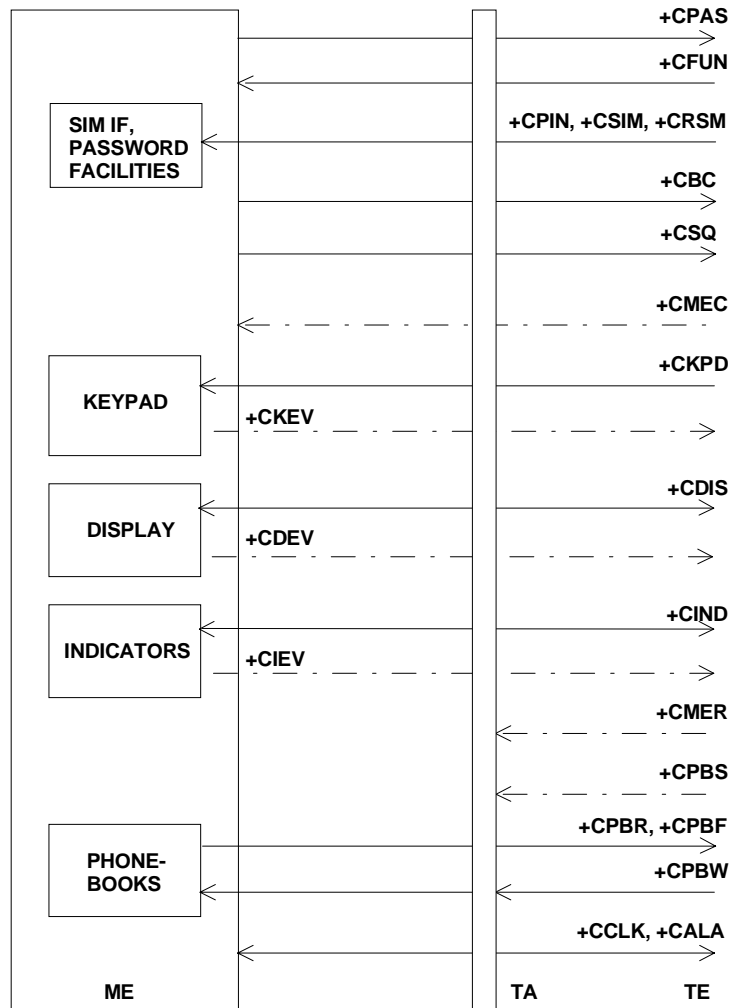 +CPAS
+CFUN
SIM IF,
PASSWORD
FACILITIES
+CPIN, +CSIM, +CRSM
+CBC
+CSQ
+CMEC
+CKPD
KEYPAD
+CKEV
+CDIS
DISPLAY
+CDEV
+CIND
INDICATORS
+CIEV
+CMER
+CPBS
+CPBR, +CPBF
PHONE-
BOOKS
+CPBW
+CCLK, +CALA
ME TA TE